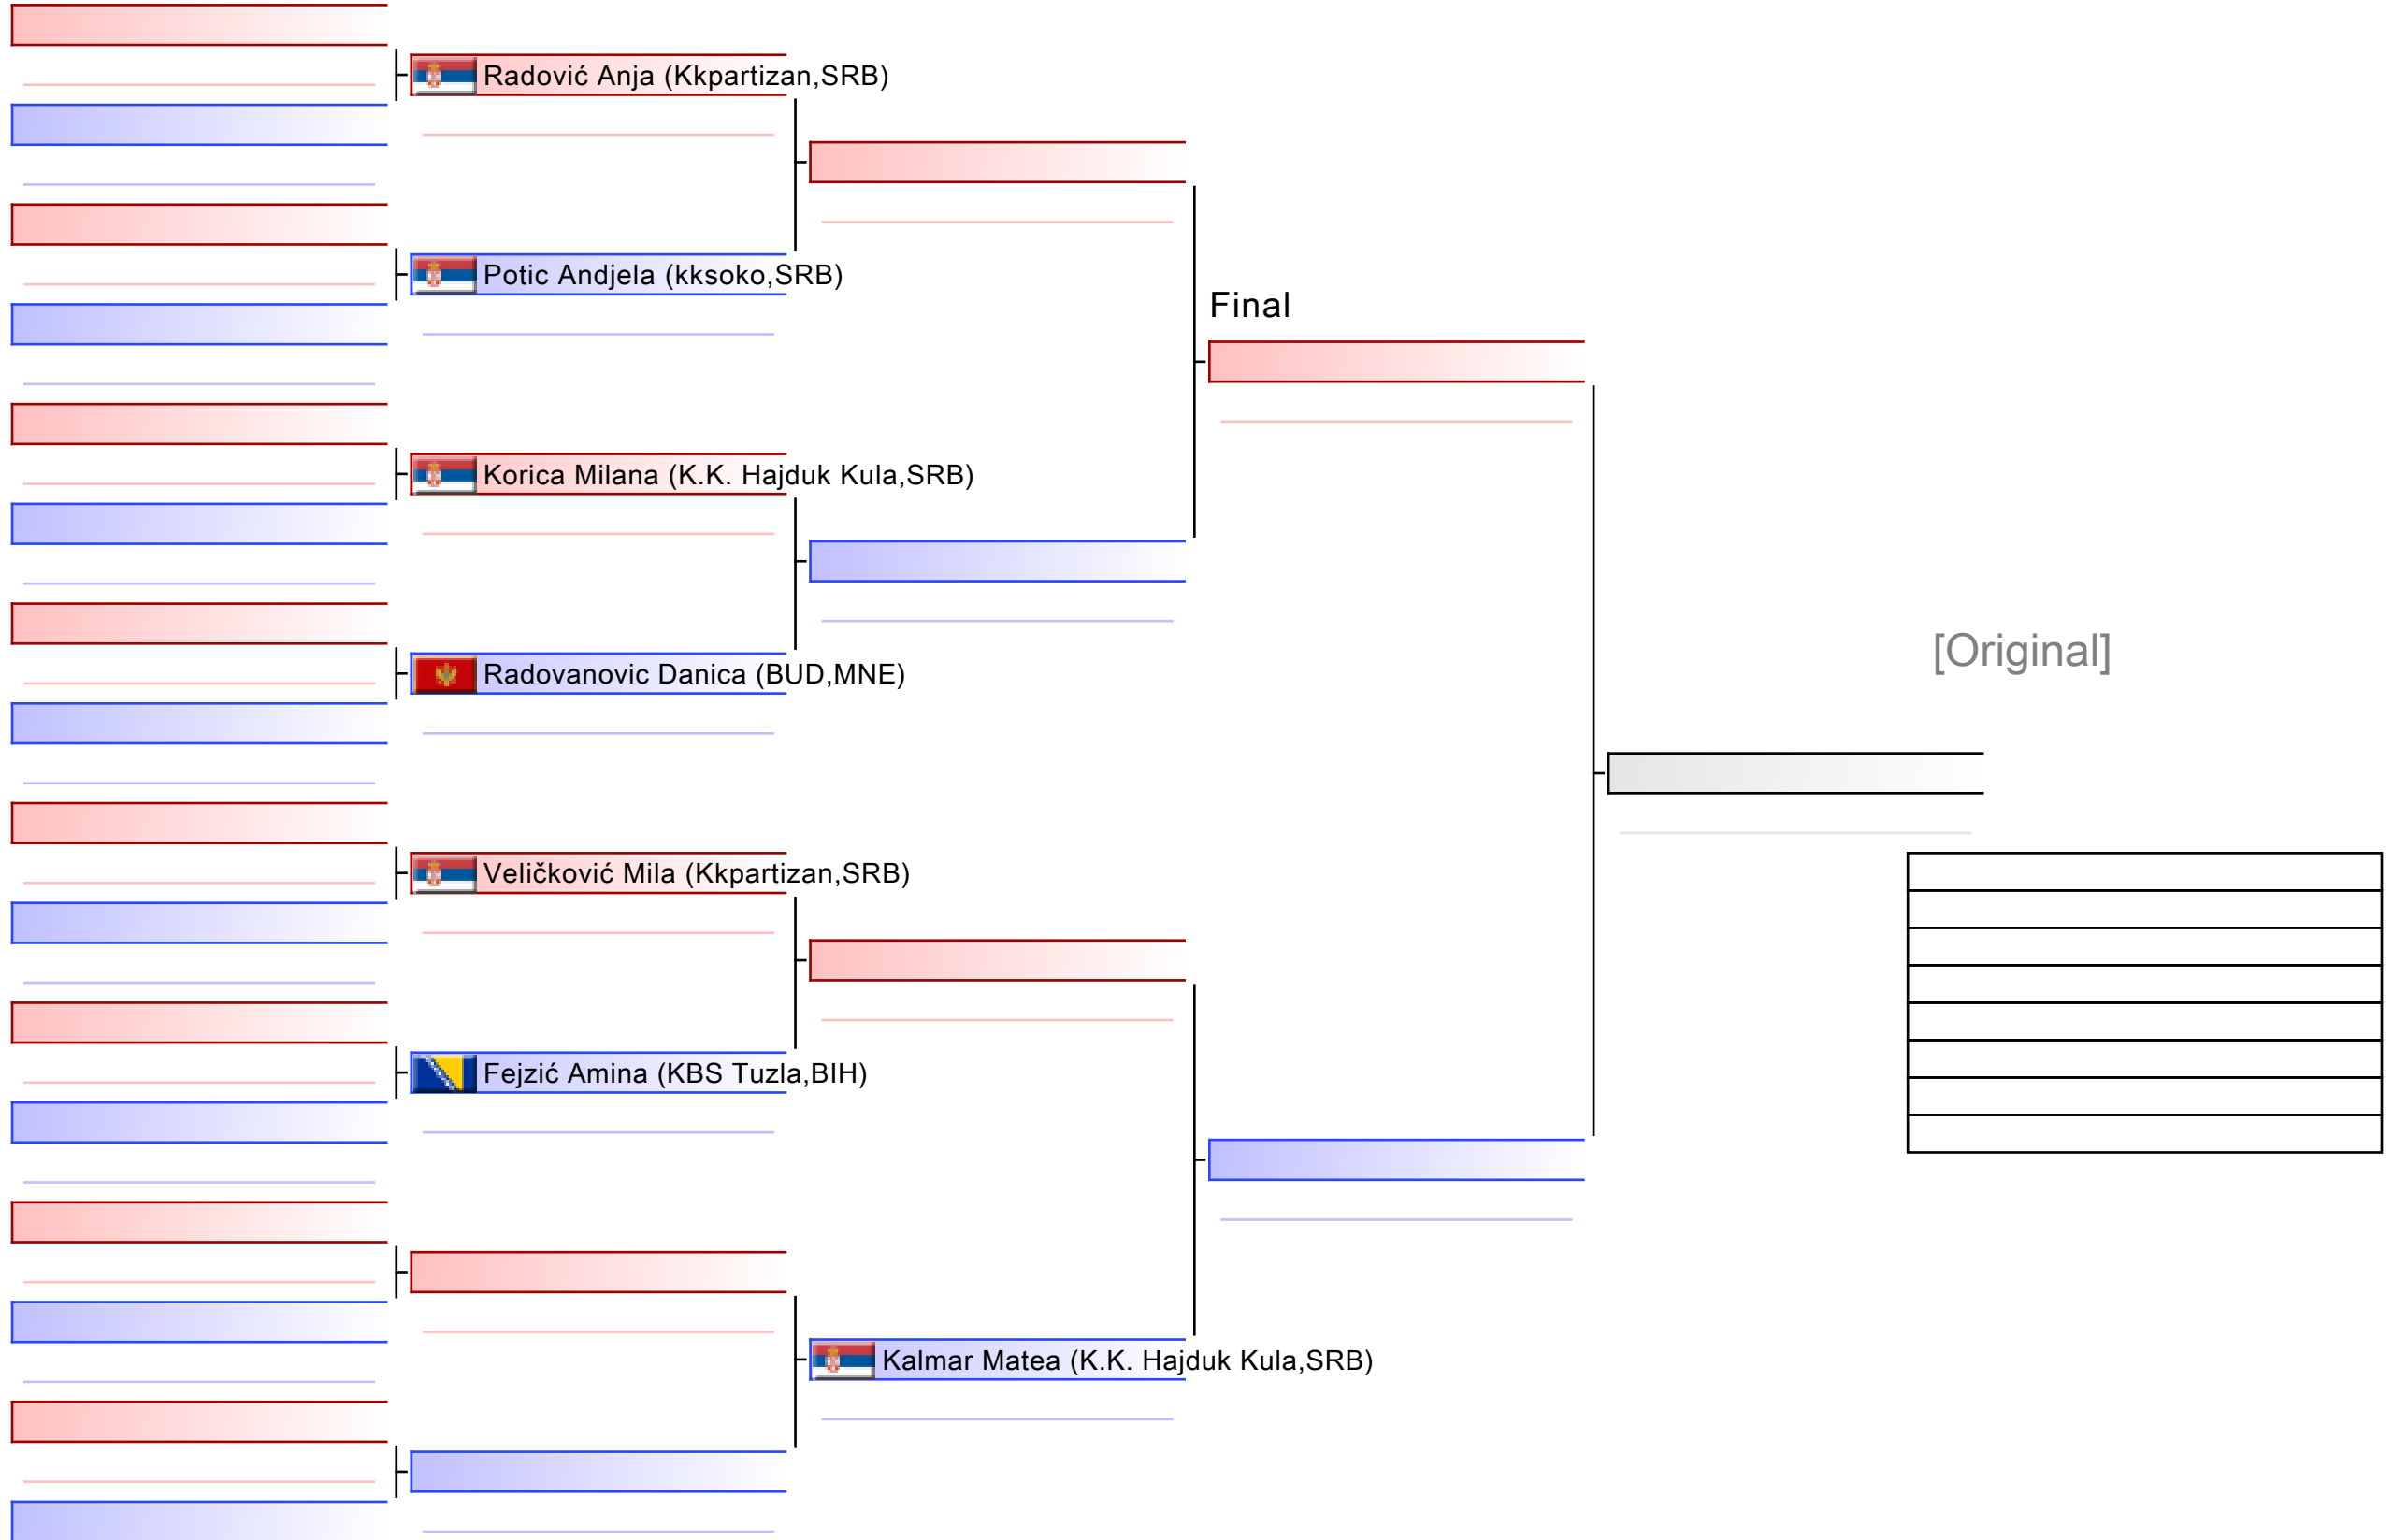 Radović Anja (Kkpartizan,SRB)
Potic Andjela (kksoko,SRB)
Final
Korica Milana (K.K. Hajduk Kula,SRB)
[Original]
Radovanovic Danica (BUD,MNE)
Veličković Mila (Kkpartizan,SRB)
Fejzić Amina (KBS Tuzla,BIH)
Kalmar Matea (K.K. Hajduk Kula,SRB)